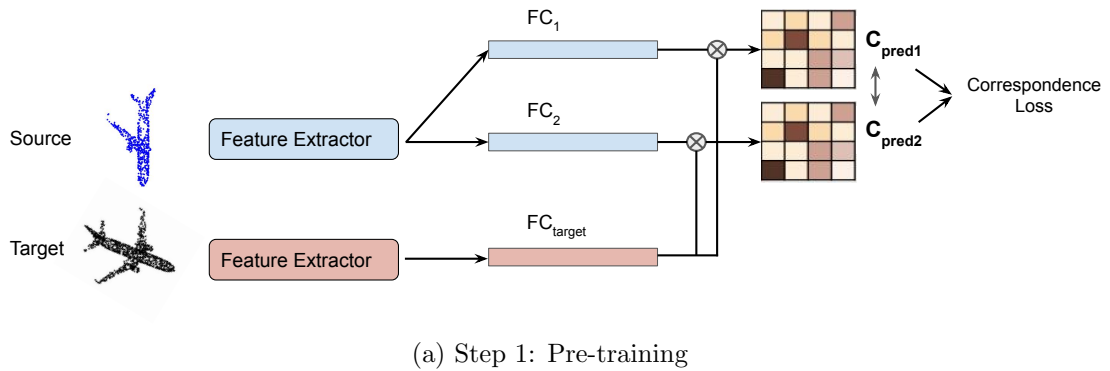 FC1
Cpred1
Correspondence
Loss
Source
Feature Extractor
FC2
Cpred2
Target
Feature Extractor
FCtarget
(a) Step 1: Pre-training